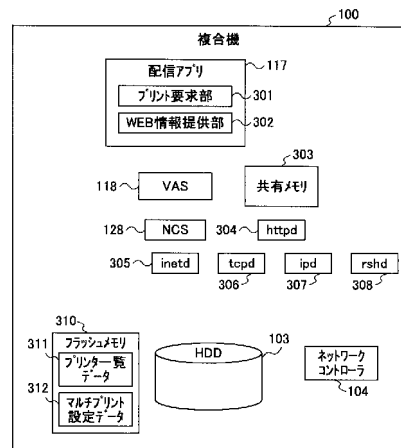 100
複合機
配信アプリ
117
プリント要求部
301
WEB情報提供部
302
303
118
VAS
共有メモリ
128
NCS
304
httpd
305
inetd
tcpd
ipd
rshd
306
307
308
310
311
フラッシュメモリ
プリンター覧
データ
312
マルチプリント
設定データ
HDD
103
ネットワーク
コントローラ
104